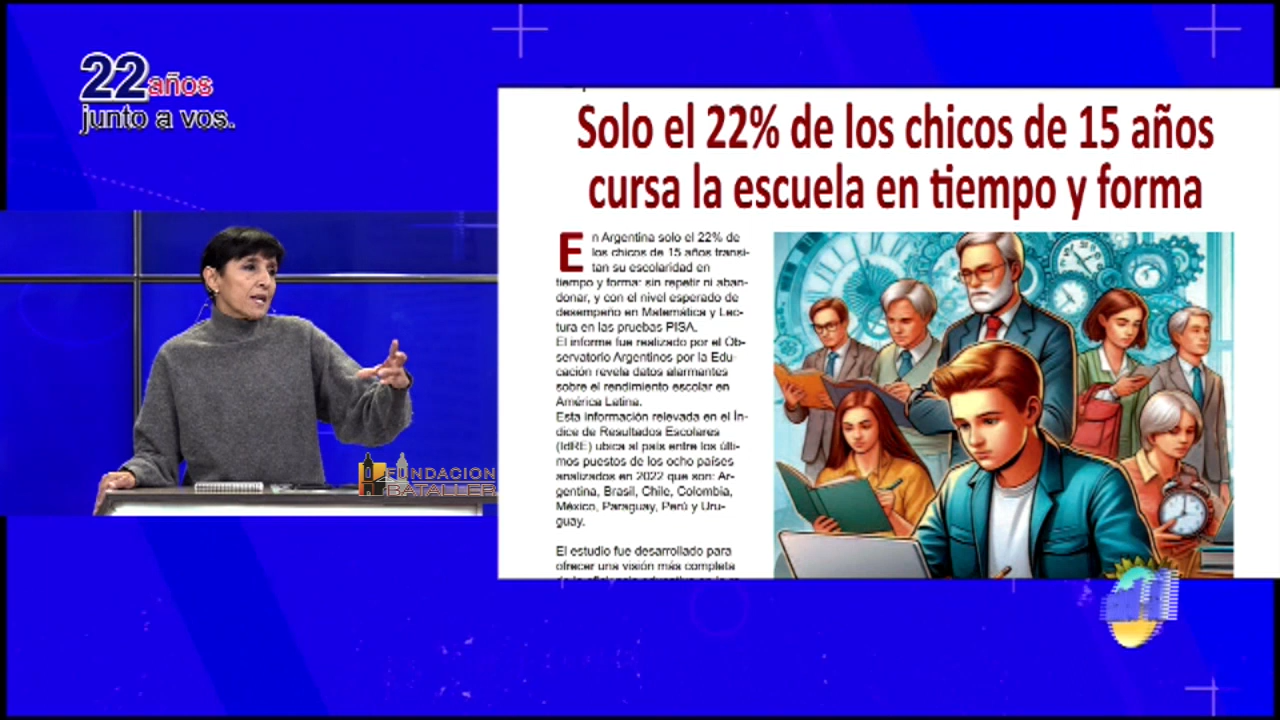 22 años
junto a vos.
Solo el 22% de los chicos de 15 años
cursa la escuela en tiempo y forma
En Argentina solo el 22% de
los chicos de 15 años transi-
tan su escolaridad en
tiempo y forma: sin repetir ni aban-
donar, y con el nivel esperado de
desempeño en Matemática y Lec-
tura en las pruebas PISA.
El informe fue realizado por el Ob-
servatorio Argentinos por la Edu-
cación revela datos alarmantes
sobre el rendimiento escolar en
América Latina.
Esta información relevada en el Ín-
dice de Resultados Escolares
(IdRE) ubica al país entre los últi-
mos puestos de los ocho países
analizados en 2022 que son: Ar-
gentina, Brasil, Chile, Colombia,
México, Paraguay, Perú y Uru-
guay.
El estudio fue desarrollado para
ofrecer una visión más completa
FUNDACION
BATALLER